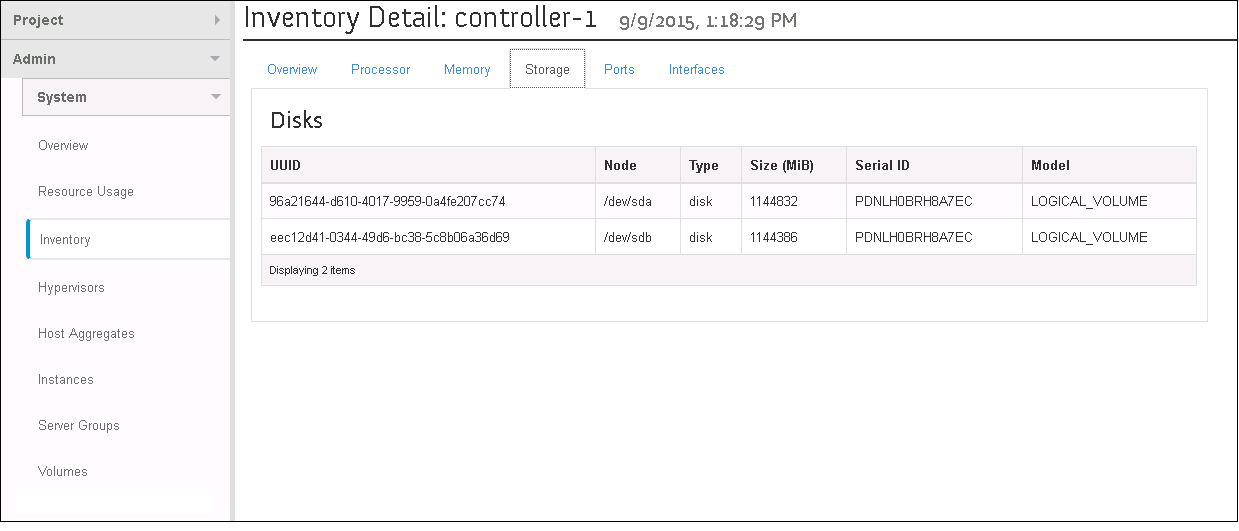 Project
Admin
System
Overview
Resource Usage
Inventory
Hypervisors
Host Aggregates
Instances
Server Groups
Volumes
Inventory Detail: controller-1 9/9/2015, 1:18:29 PM
Overview Processor Memory Storage Ports Interfaces
Disks
UUID Node Type Size (MiB) Serial ID Model
96a21644-d610-4017-9959-0a4fe207cc74 /dev/sda disk 1144832 PDNLH0BRH8A7EC LOGICAL_VOLUME
eec12d41-0344-49d6-bc38-5c8b06a36d69 /dev/sdb disk 1144386 PDNLH0BRH8A7EC LOGICAL_VOLUME
Displaying 2 items